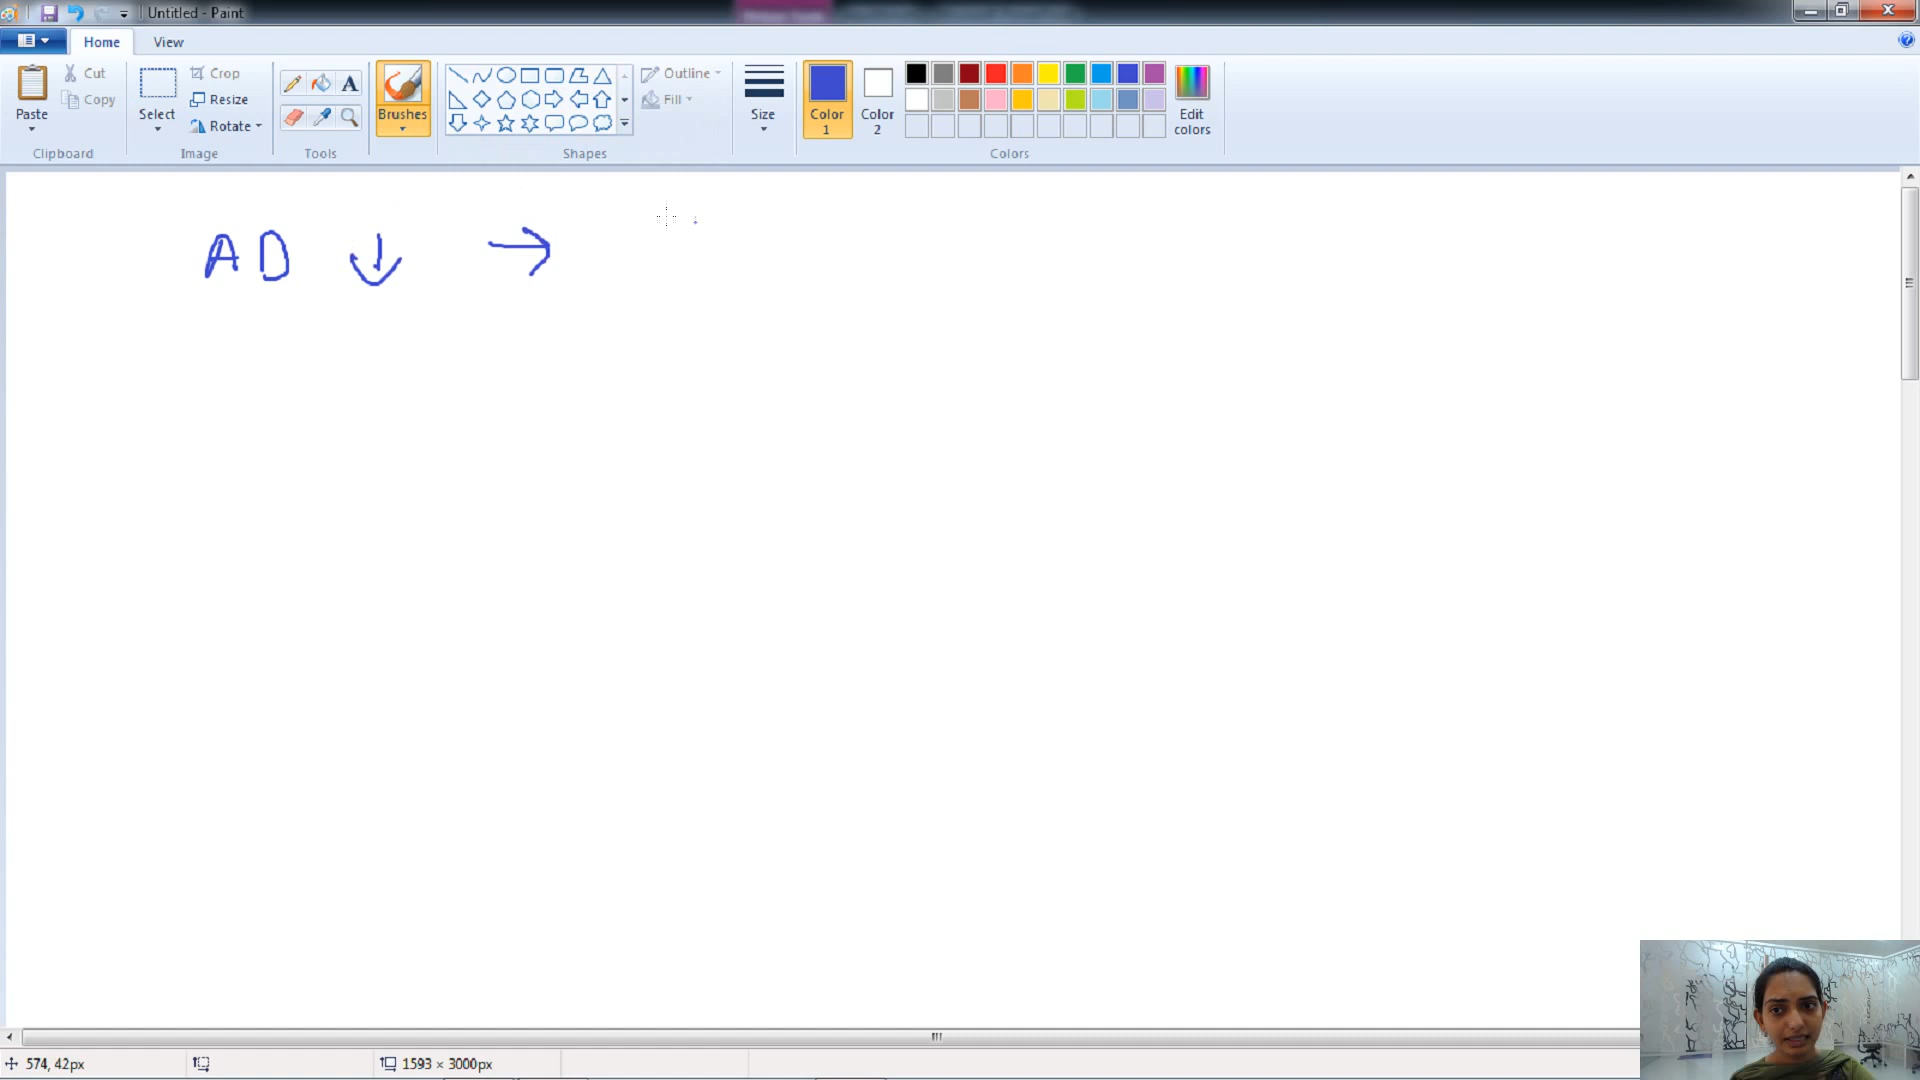 Untitled - Paint
Home View
Paste
Cut
Copy
Clipboard
Select
Crop
Resize
Rotate
Image
Tools
Brushes
Shapes
Outline
Fill
Size
Color 1
Color 2
Edit colors
Colors
AD ↓ →
574, 42px
1593 × 3000px